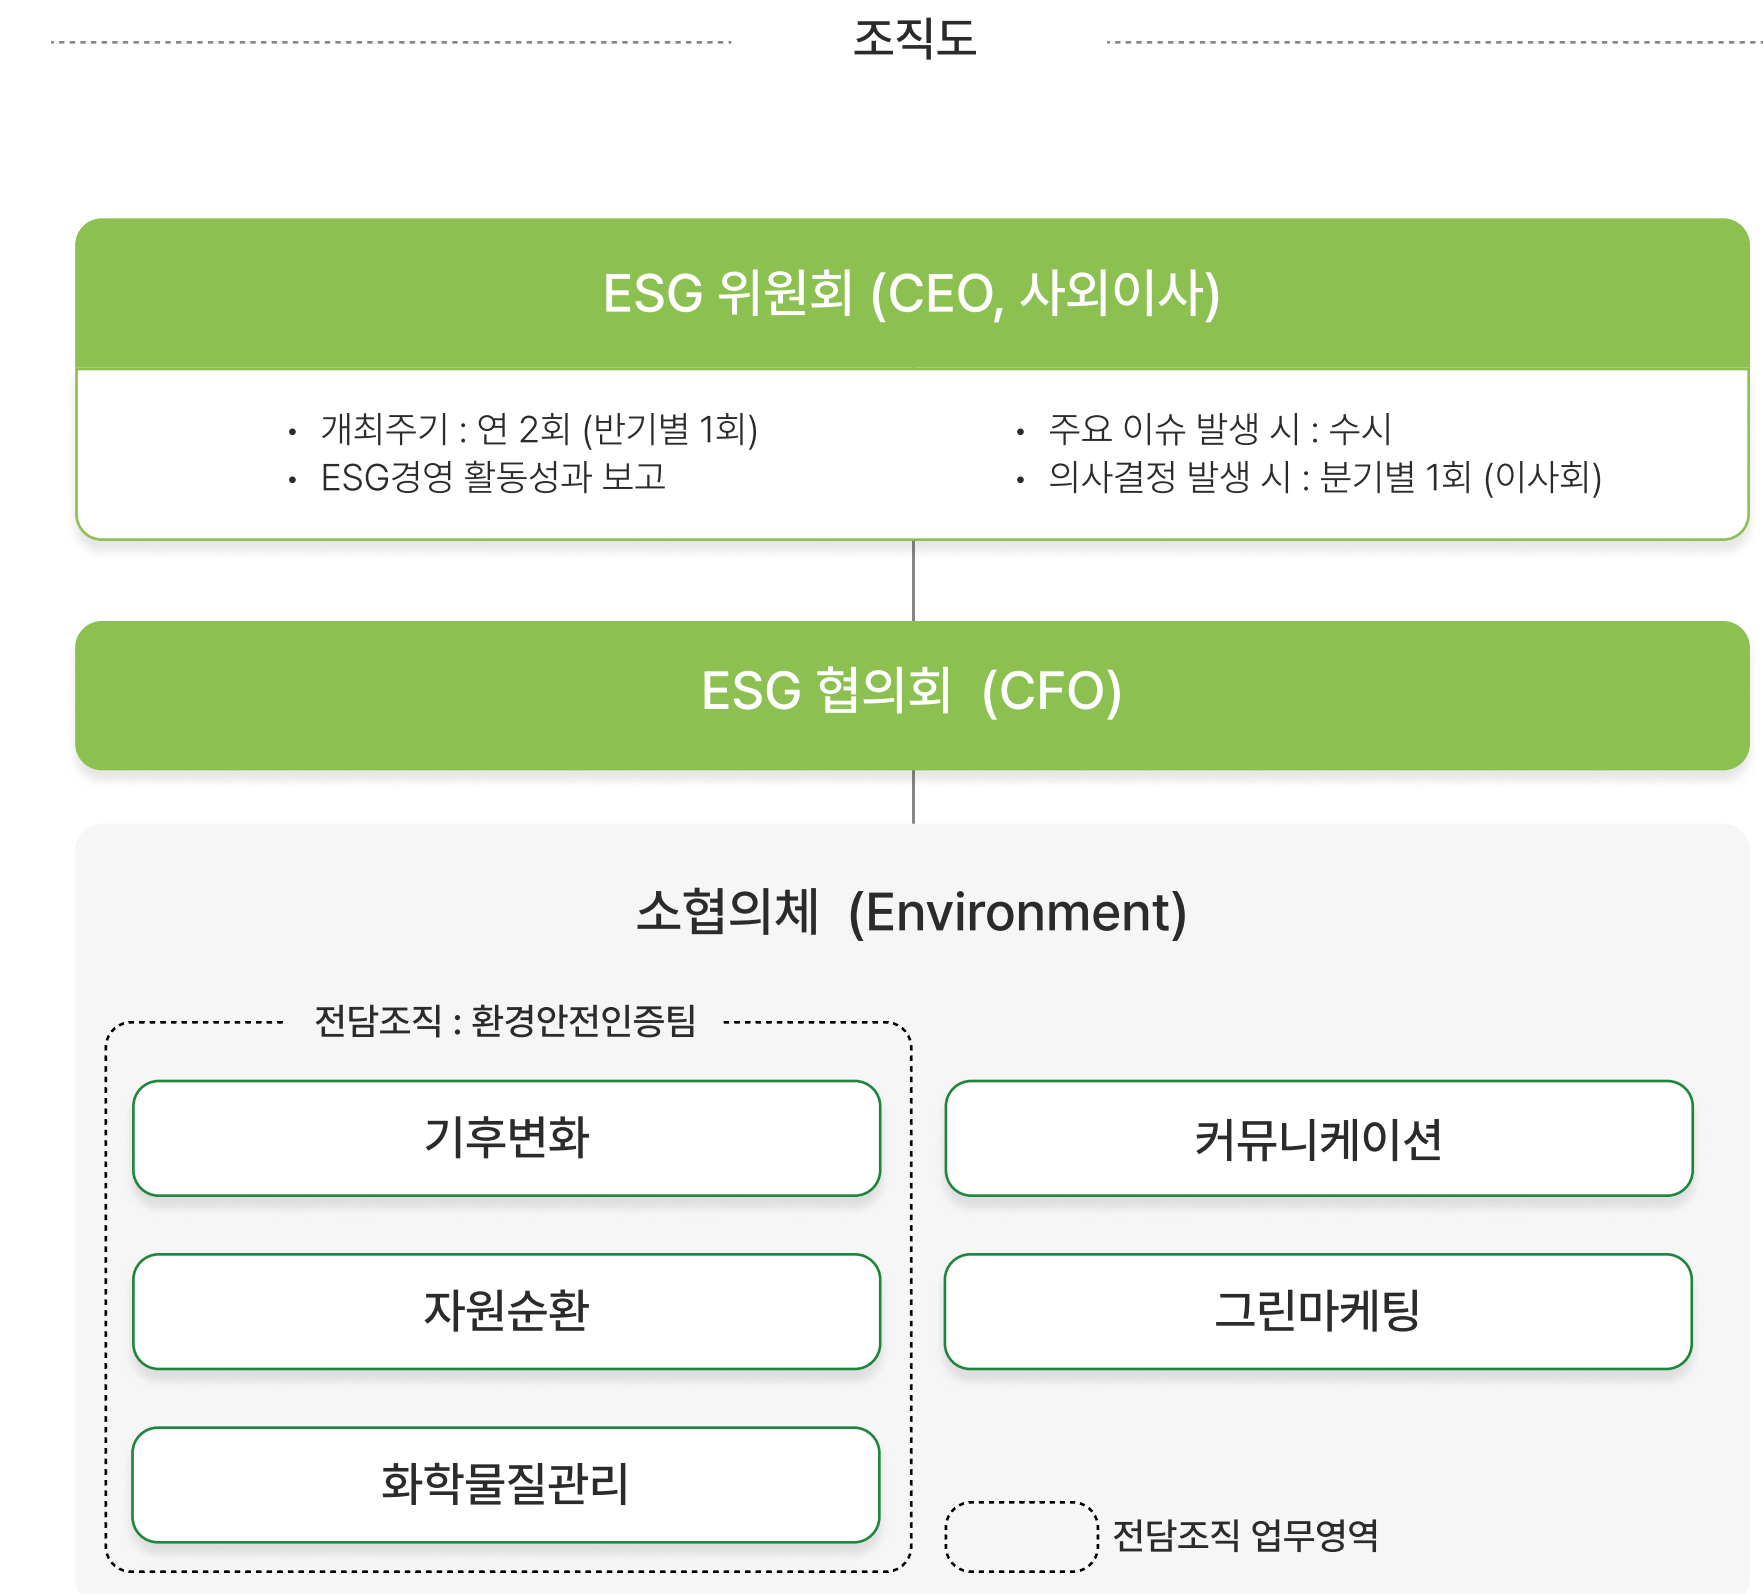 조직도
ESG 위원회 (CEO, 사외이사)
• 개최주기 : 연 2회 (반기별 1회)
• ESG경영 활동성과 보고
• 주요 이슈 발생 시 : 수시
• 의사결정 발생 시 : 분기별 1회 (이사회)
ESG 협의회 (CFO)
소협의체 (Environment)
전담조직 : 환경안전인증팀
기후변화
자원순환
화학물질관리
커뮤니케이션
그린마케팅
전담조직 업무영역